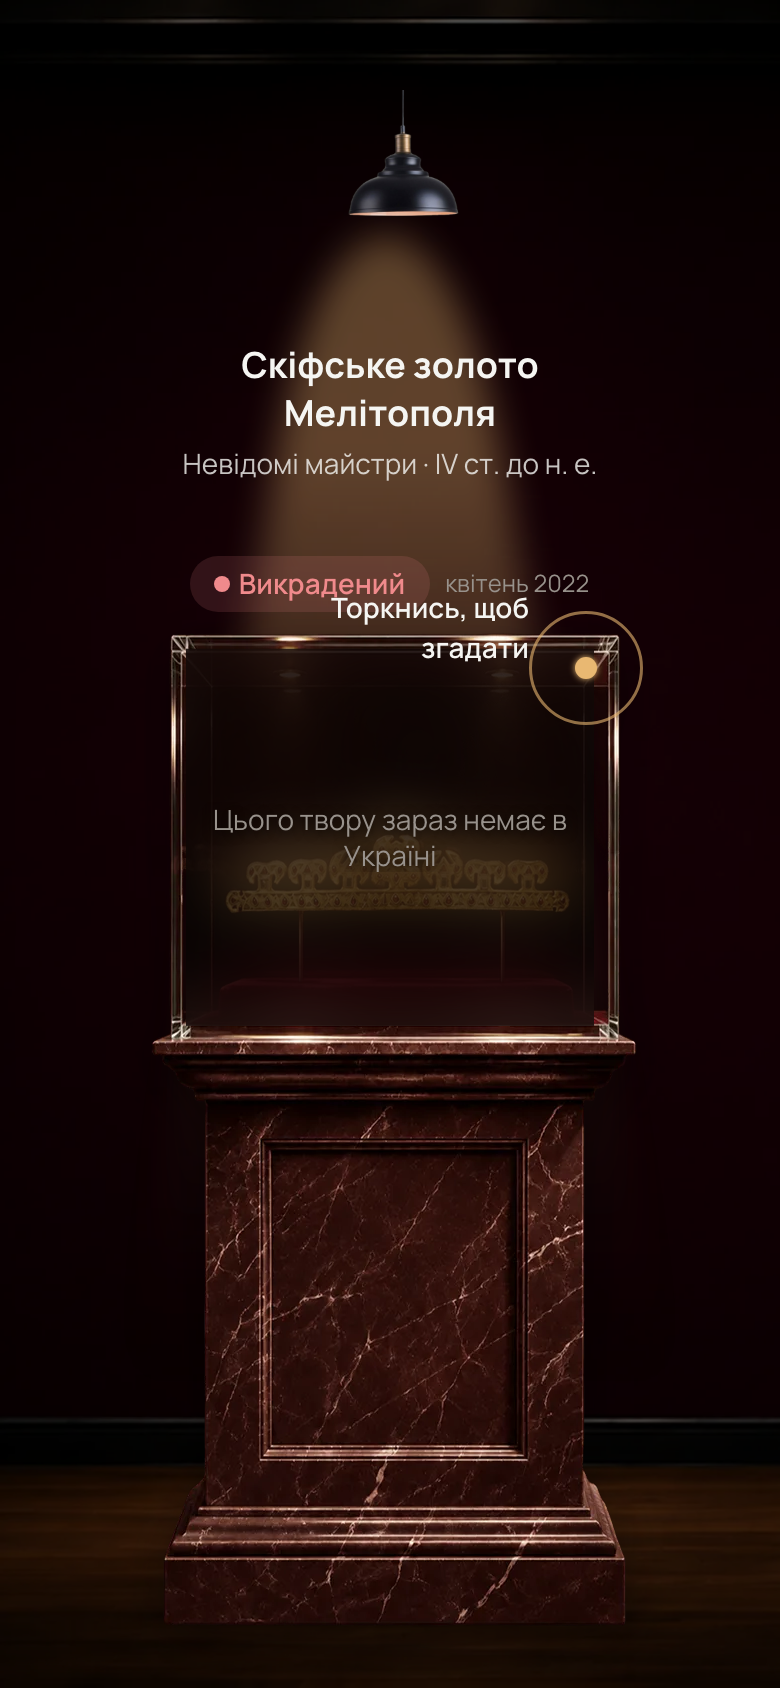 Скіфське золото
Мелітополя
Невідомі майстри · IV ст. до н. е.
Викрадений квітень 2022
Торкнись, щоб
згадати
Цього твору зараз немає в
Україні